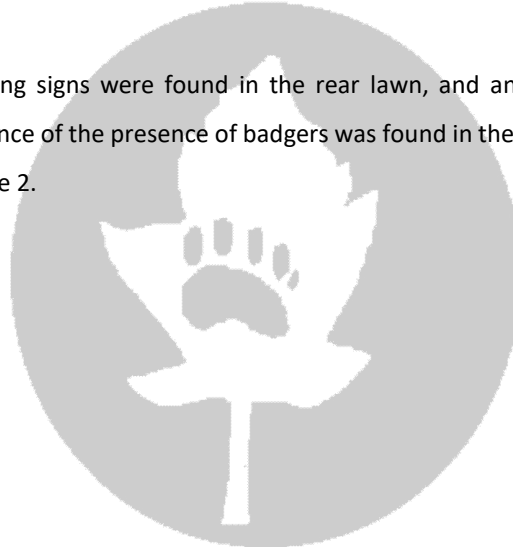 ng signs were found in the rear lawn, and an
nce of the presence of badgers was found in the
e 2.